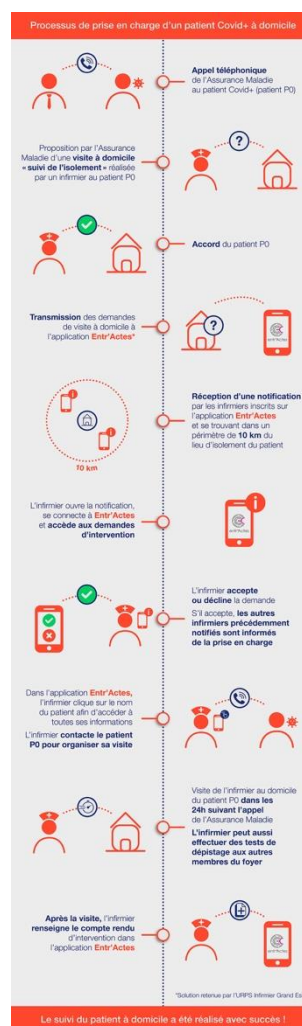 Processus de prise en charge d'un patient Covid+ à domicile
Appel téléphonique
de l'Assurance Maladie
au patient Covid+ (patient P0)
Proposition par l'Assurance
Maladie d'une visite à domicile
« suivi de l'isolement » réalisée
par un infirmier au patient P0
Accord du patient P0
Transmission des demandes
de visite à domicile à
l'application Entr'Actes*
Réception d'une notification
par les infirmiers inscrits sur
l'application Entr'Actes
et se trouvant dans un
périmètre de 10 km du
lieu d'isolement du patient
10 km
L'infirmier ouvre la notification,
se connecte à Entr'Actes
et accède aux demandes
d'intervention
L'infirmier accepte
ou décline la demande
S'il accepte, les autres
infirmiers précédemment
notifiés sont informés
de la prise en charge
Dans l'application Entr'Actes,
l'infirmier clique sur le nom
du patient afin d'accéder à
toutes ses informations
L'infirmier contacte le patient
P0 pour organiser sa visite
Visite de l'infirmier au domicile
du patient P0 dans les
24h suivant l'appel
de l'Assurance Maladie
L'infirmier peut aussi
effectuer des tests de
dépistage aux autres
membres du foyer
Après la visite, l'infirmier
renseigne le compte rendu
d'intervention dans
l'application Entr'Actes
*Solution retenue par l'URPS infirmier Grand Es
Le suivi du patient à domicile a été réalisé avec succès !